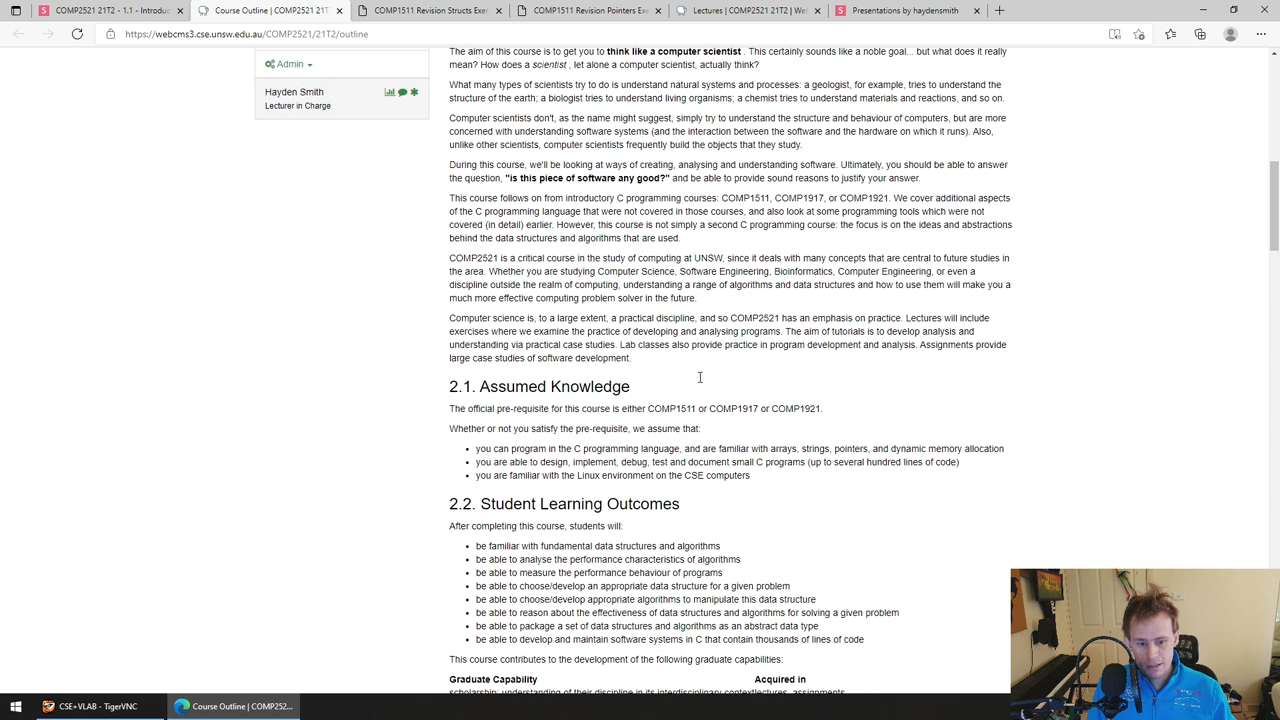 COMP2521 21T2 - 1.1 - Introduc
Course Outline | COMP2521 21T
COMP1511 Revision Structs Exer
COMP1511 Revision Pointers Exe
Lectures | COMP2521 21T2 | We
Presentations by haydensmith
https://webcms3.cse.unsw.edu.au/COMP2521/21T2/outline
Admin
Hayden Smith
Lecturer in Charge
The aim of this course is to get you to think like a computer scientist . This certainly sounds like a noble goal... but what does it really
mean? How does a scientist , let alone a computer scientist, actually think?
What many types of scientists try to do is understand natural systems and processes: a geologist, for example, tries to understand the
structure of the earth; a biologist tries to understand living organisms; a chemist tries to understand materials and reactions, and so on.
Computer scientists don't, as the name might suggest, simply try to understand the structure and behaviour of computers, but are more
concerned with understanding software systems (and the interaction between the software and the hardware on which it runs). Also,
unlike other scientists, computer scientists frequently build the objects that they study.
During this course, we'll be looking at ways of creating, analysing and understanding software. Ultimately, you should be able to answer
the question, "is this piece of software any good?" and be able to provide sound reasons to justify your answer.
This course follows on from introductory C programming courses: COMP1511, COMP1917, or COMP1921. We cover additional aspects
of the C programming language that were not covered in those courses, and also look at some programming tools which were not
covered (in detail) earlier. However, this course is not simply a second C programming course: the focus is on the ideas and abstractions
behind the data structures and algorithms that are used.
COMP2521 is a critical course in the study of computing at UNSW, since it deals with many concepts that are central to future studies in
the area. Whether you are studying Computer Science, Software Engineering, Bioinformatics, Computer Engineering, or even a
discipline outside the realm of computing, understanding a range of algorithms and data structures and how to use them will make you a
much more effective computing problem solver in the future.
Computer science is, to a large extent, a practical discipline, and so COMP2521 has an emphasis on practice. Lectures will include
exercises where we examine the practice of developing and analysing programs. The aim of tutorials is to develop analysis and
understanding via practical case studies. Lab classes also provide practice in program development and analysis. Assignments provide
large case studies of software development.
2.1. Assumed Knowledge
The official pre-requisite for this course is either COMP1511 or COMP1917 or COMP1921.
Whether or not you satisfy the pre-requisite, we assume that:
• you can program in the C programming language, and are familiar with arrays, strings, pointers, and dynamic memory allocation
• you are able to design, implement, debug, test and document small C programs (up to several hundred lines of code)
• you are familiar with the Linux environment on the CSE computers
2.2. Student Learning Outcomes
After completing this course, students will:
• be familiar with fundamental data structures and algorithms
• be able to analyse the performance characteristics of algorithms
• be able to measure the performance behaviour of programs
• be able to choose/develop an appropriate data structure for a given problem
• be able to choose/develop appropriate algorithms to manipulate this data structure
• be able to reason about the effectiveness of data structures and algorithms for solving a given problem
• be able to package a set of data structures and algorithms as an abstract data type
• be able to develop and maintain software systems in C that contain thousands of lines of code
This course contributes to the development of the following graduate capabilities:
Graduate Capability Acquired in
scholarship: understanding of their discipline in its interdisciplinary context lectures, assignments
CSE+VLAB - TigerVNC
Course Outline | COMP252...